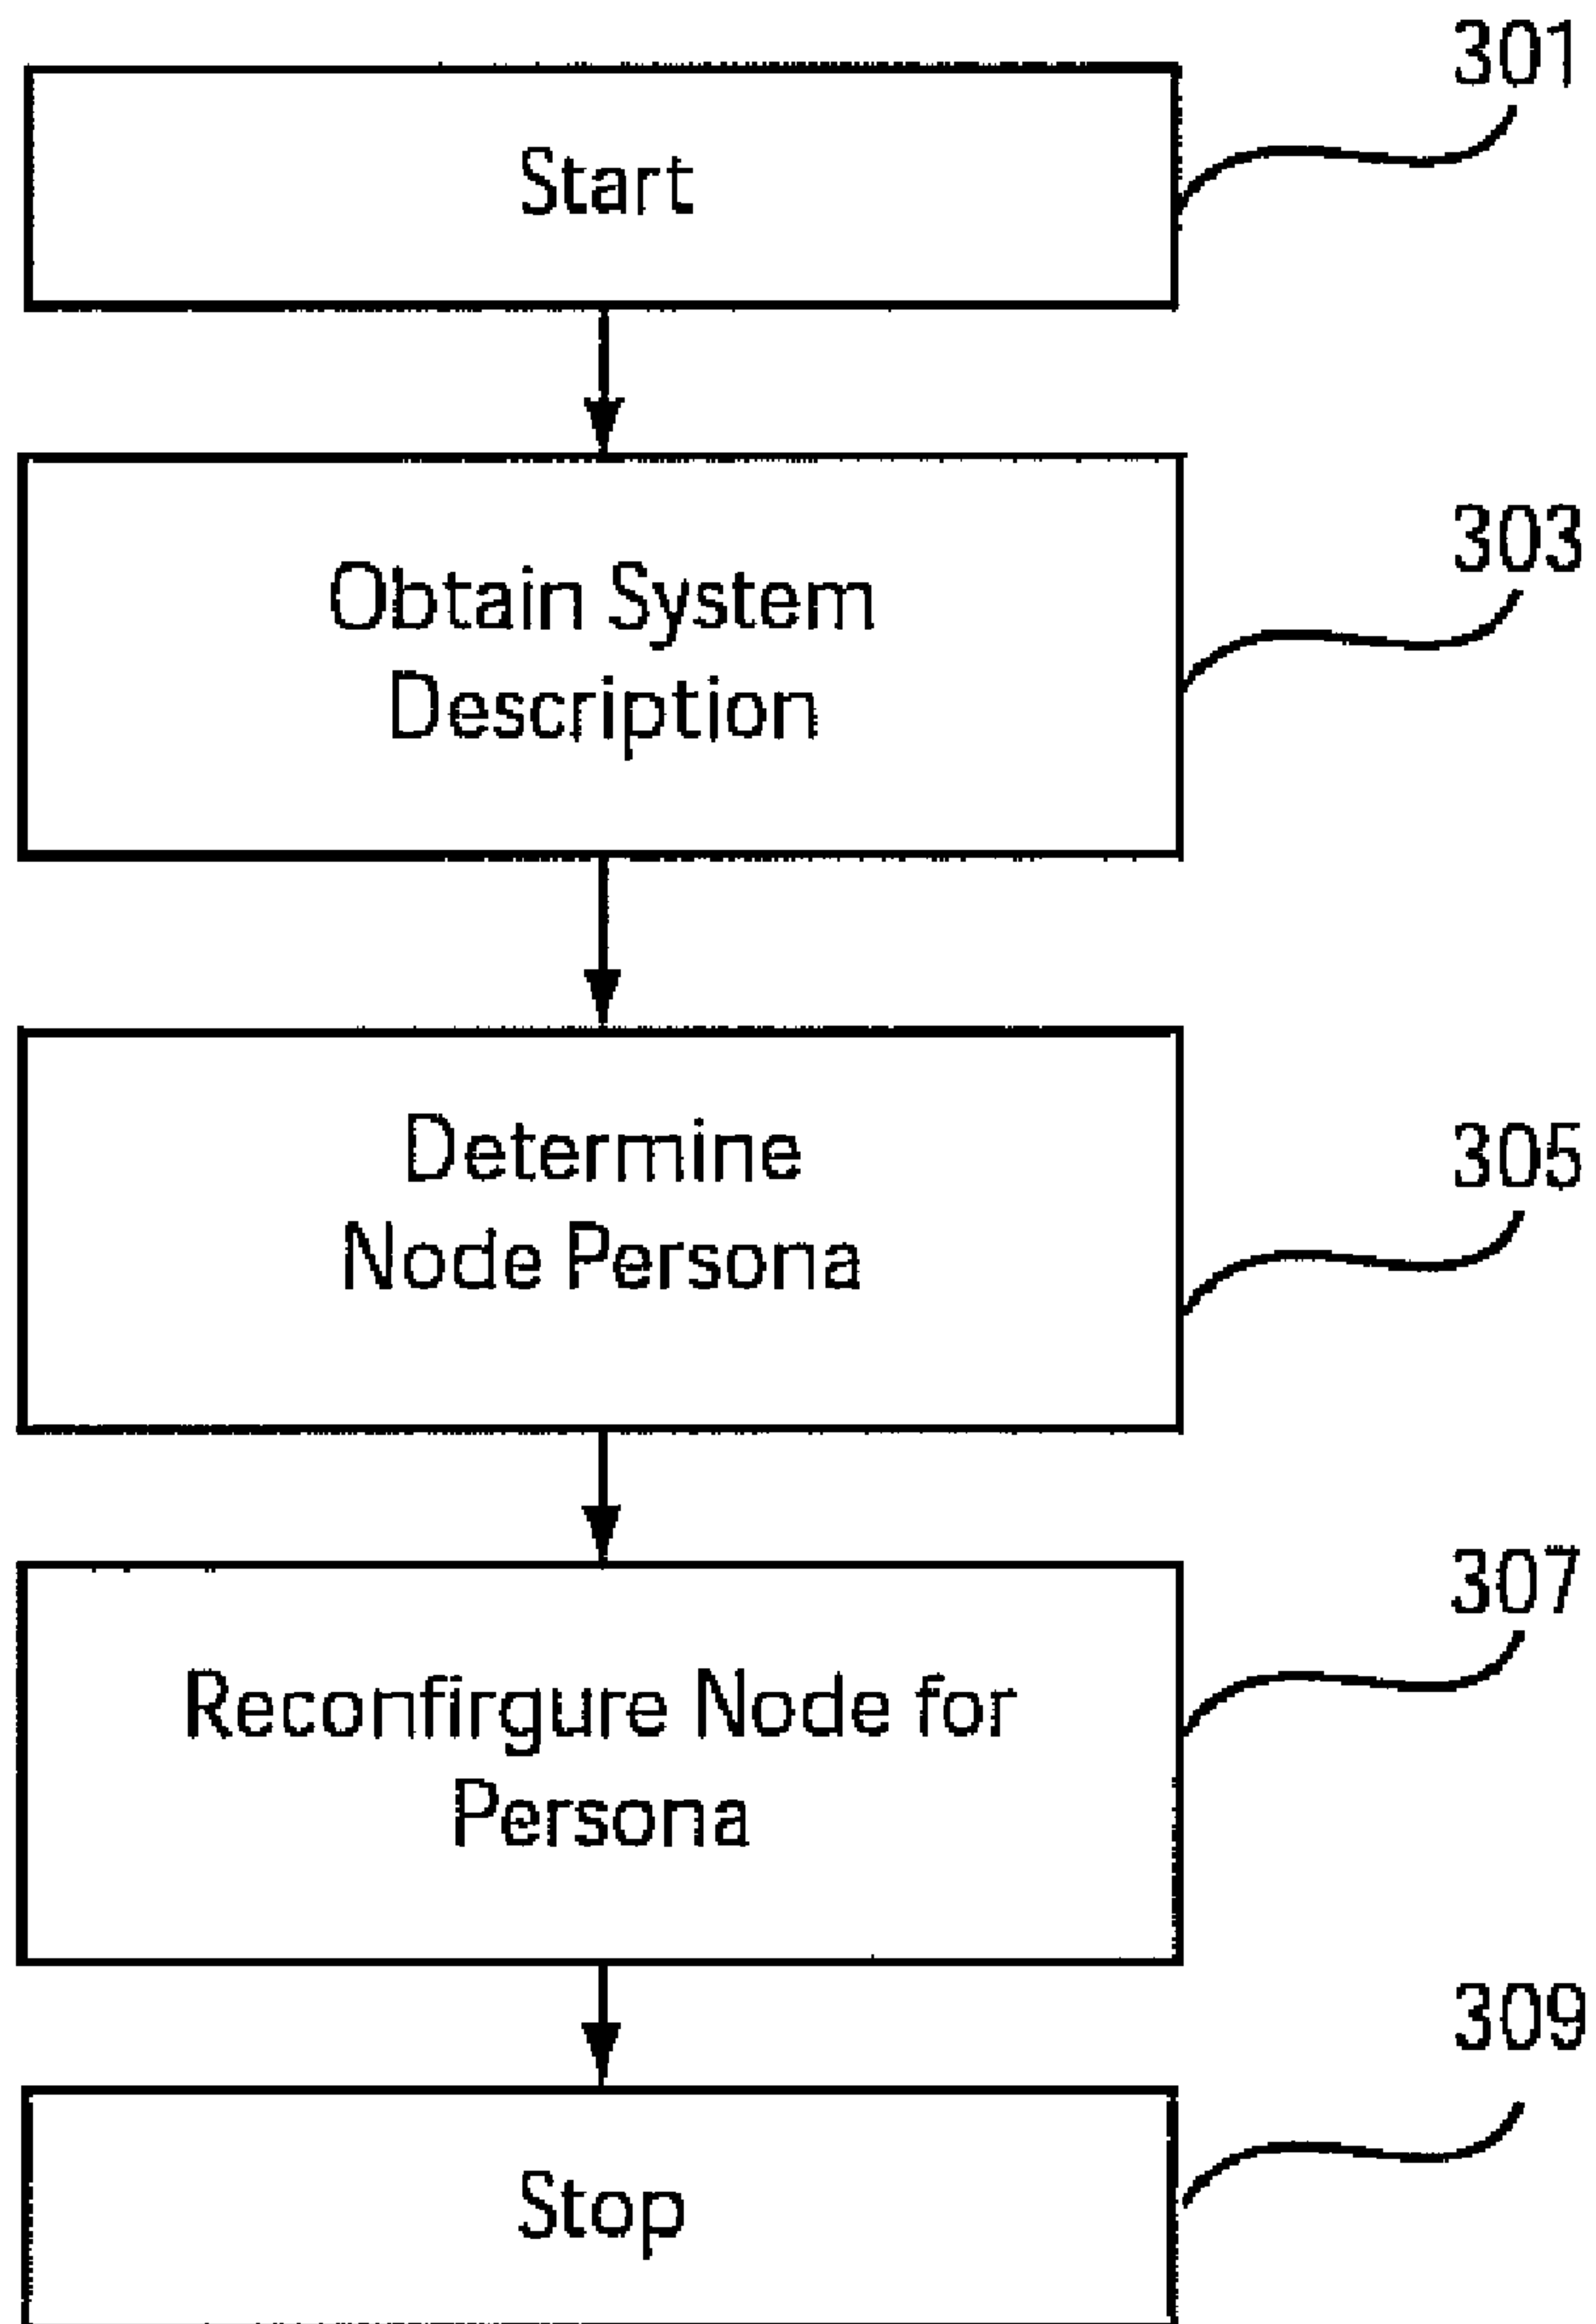 301
Start
303
Obtain System
Description
305
Determine
Node Persona
307
Reconfirgure Node for
Persona
309
Stop